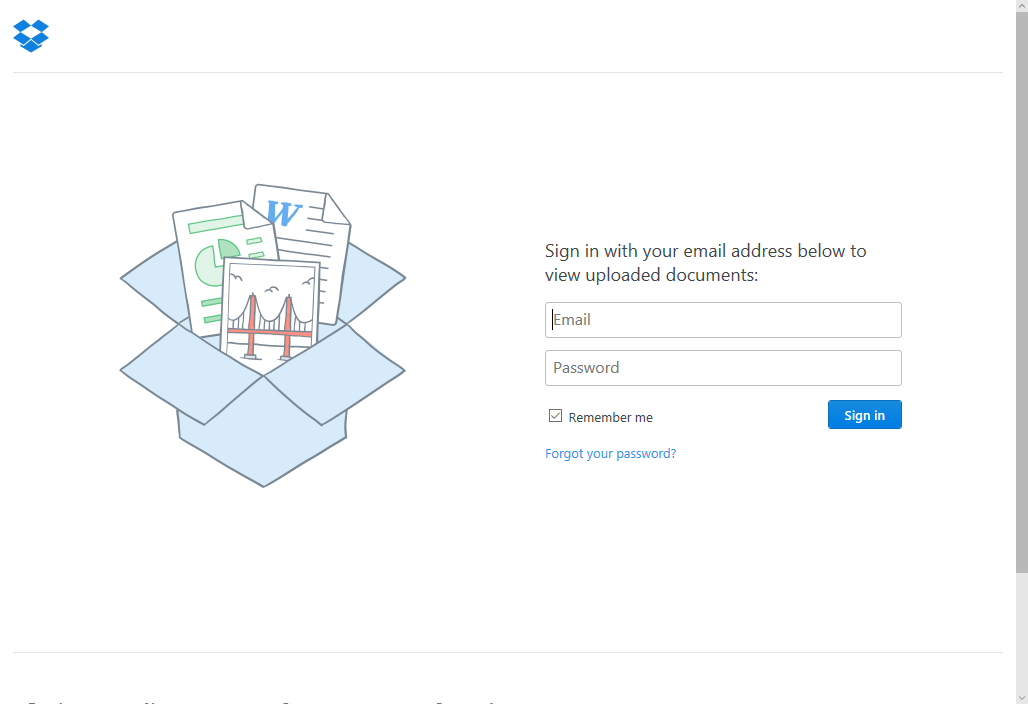 W
Sign in with your email address below to
view uploaded documents:
Email
Password
Remember me
Sign in
Forgot your password?